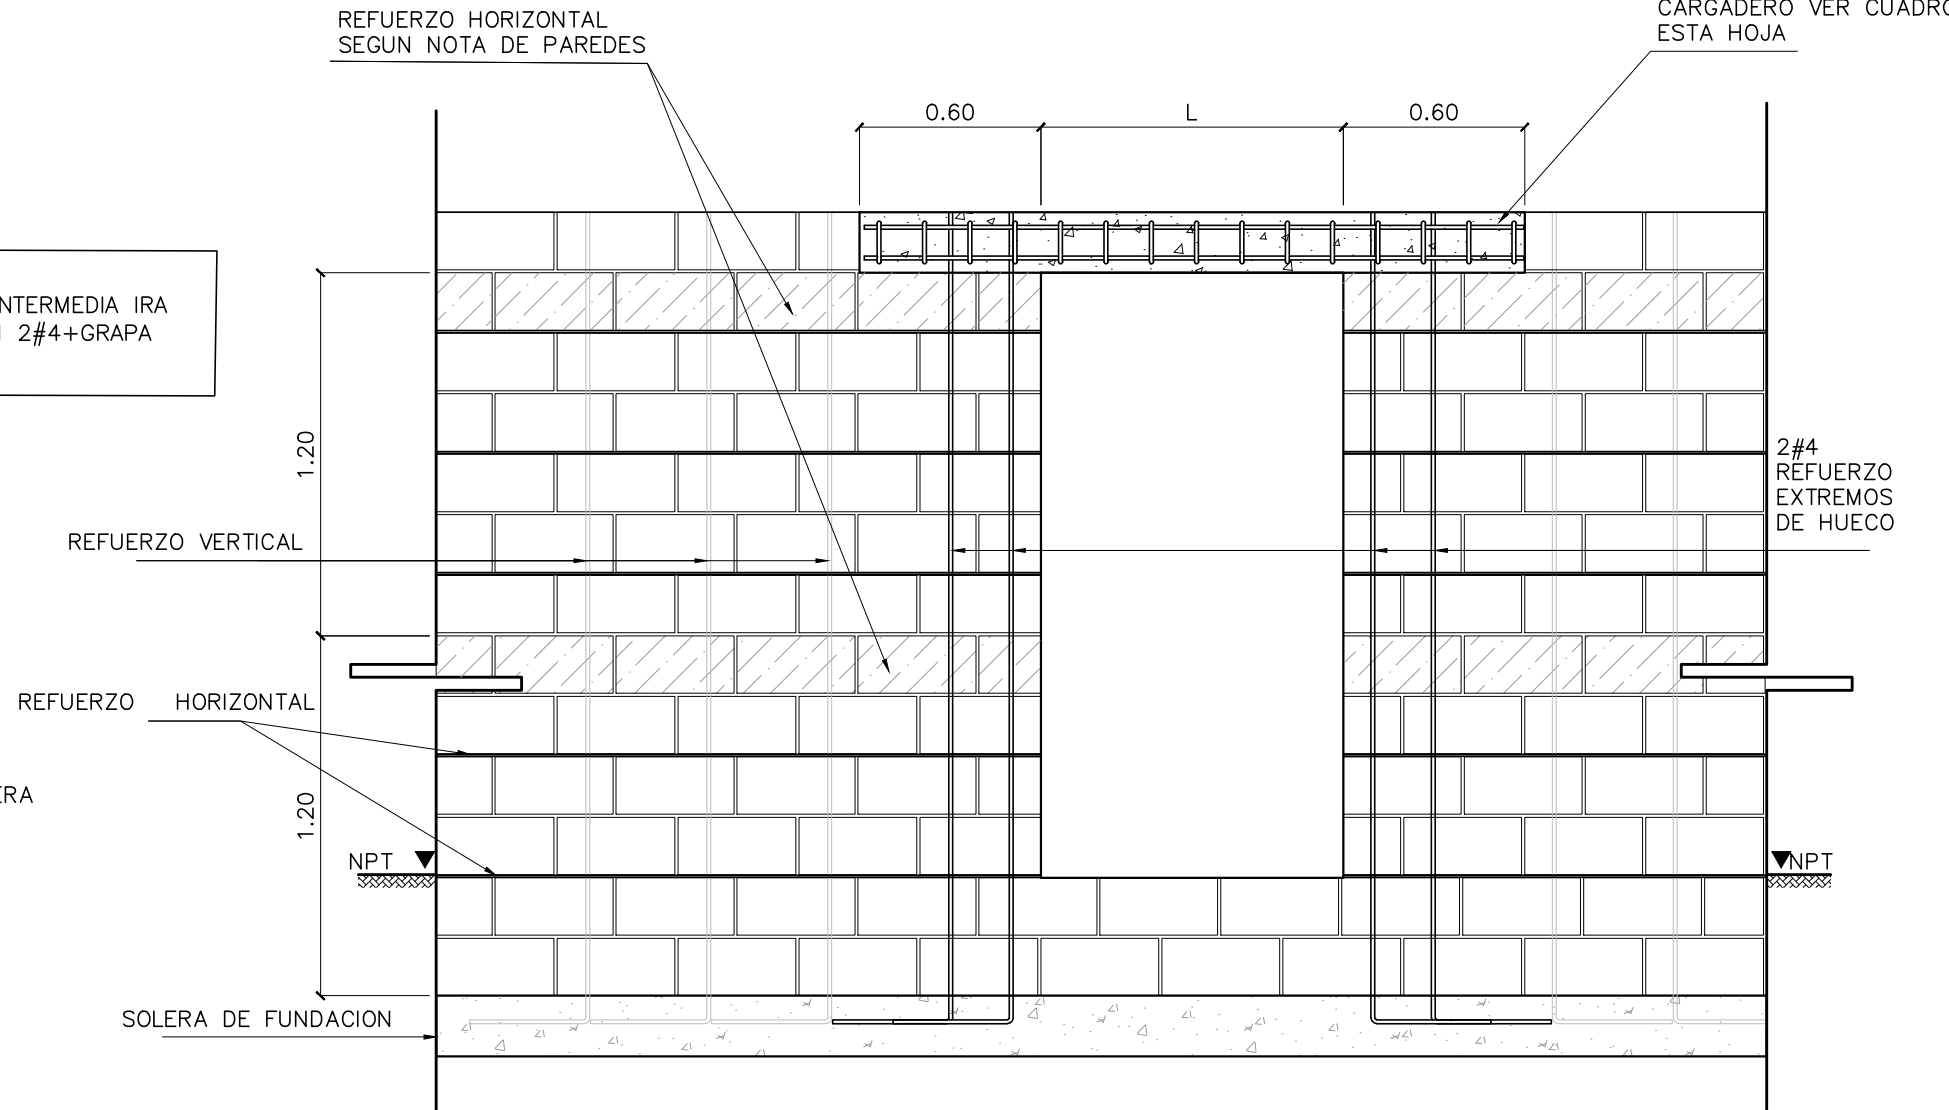 REFUERZO HORIZONTAL
SEGUN NOTA DE PAREDES
CARGADERO VER CUADRO
ESTA HOJA
0.60
L
0.60
NTERMEDIA IRA
2#4+GRAPA
1.20
2#4
REFUERZO
EXTREMOS
DE HUECO
REFUERZO VERTICAL
REFUERZO HORIZONTAL
ERA
1.20
NPT
NPT
SOLERA DE FUNDACION